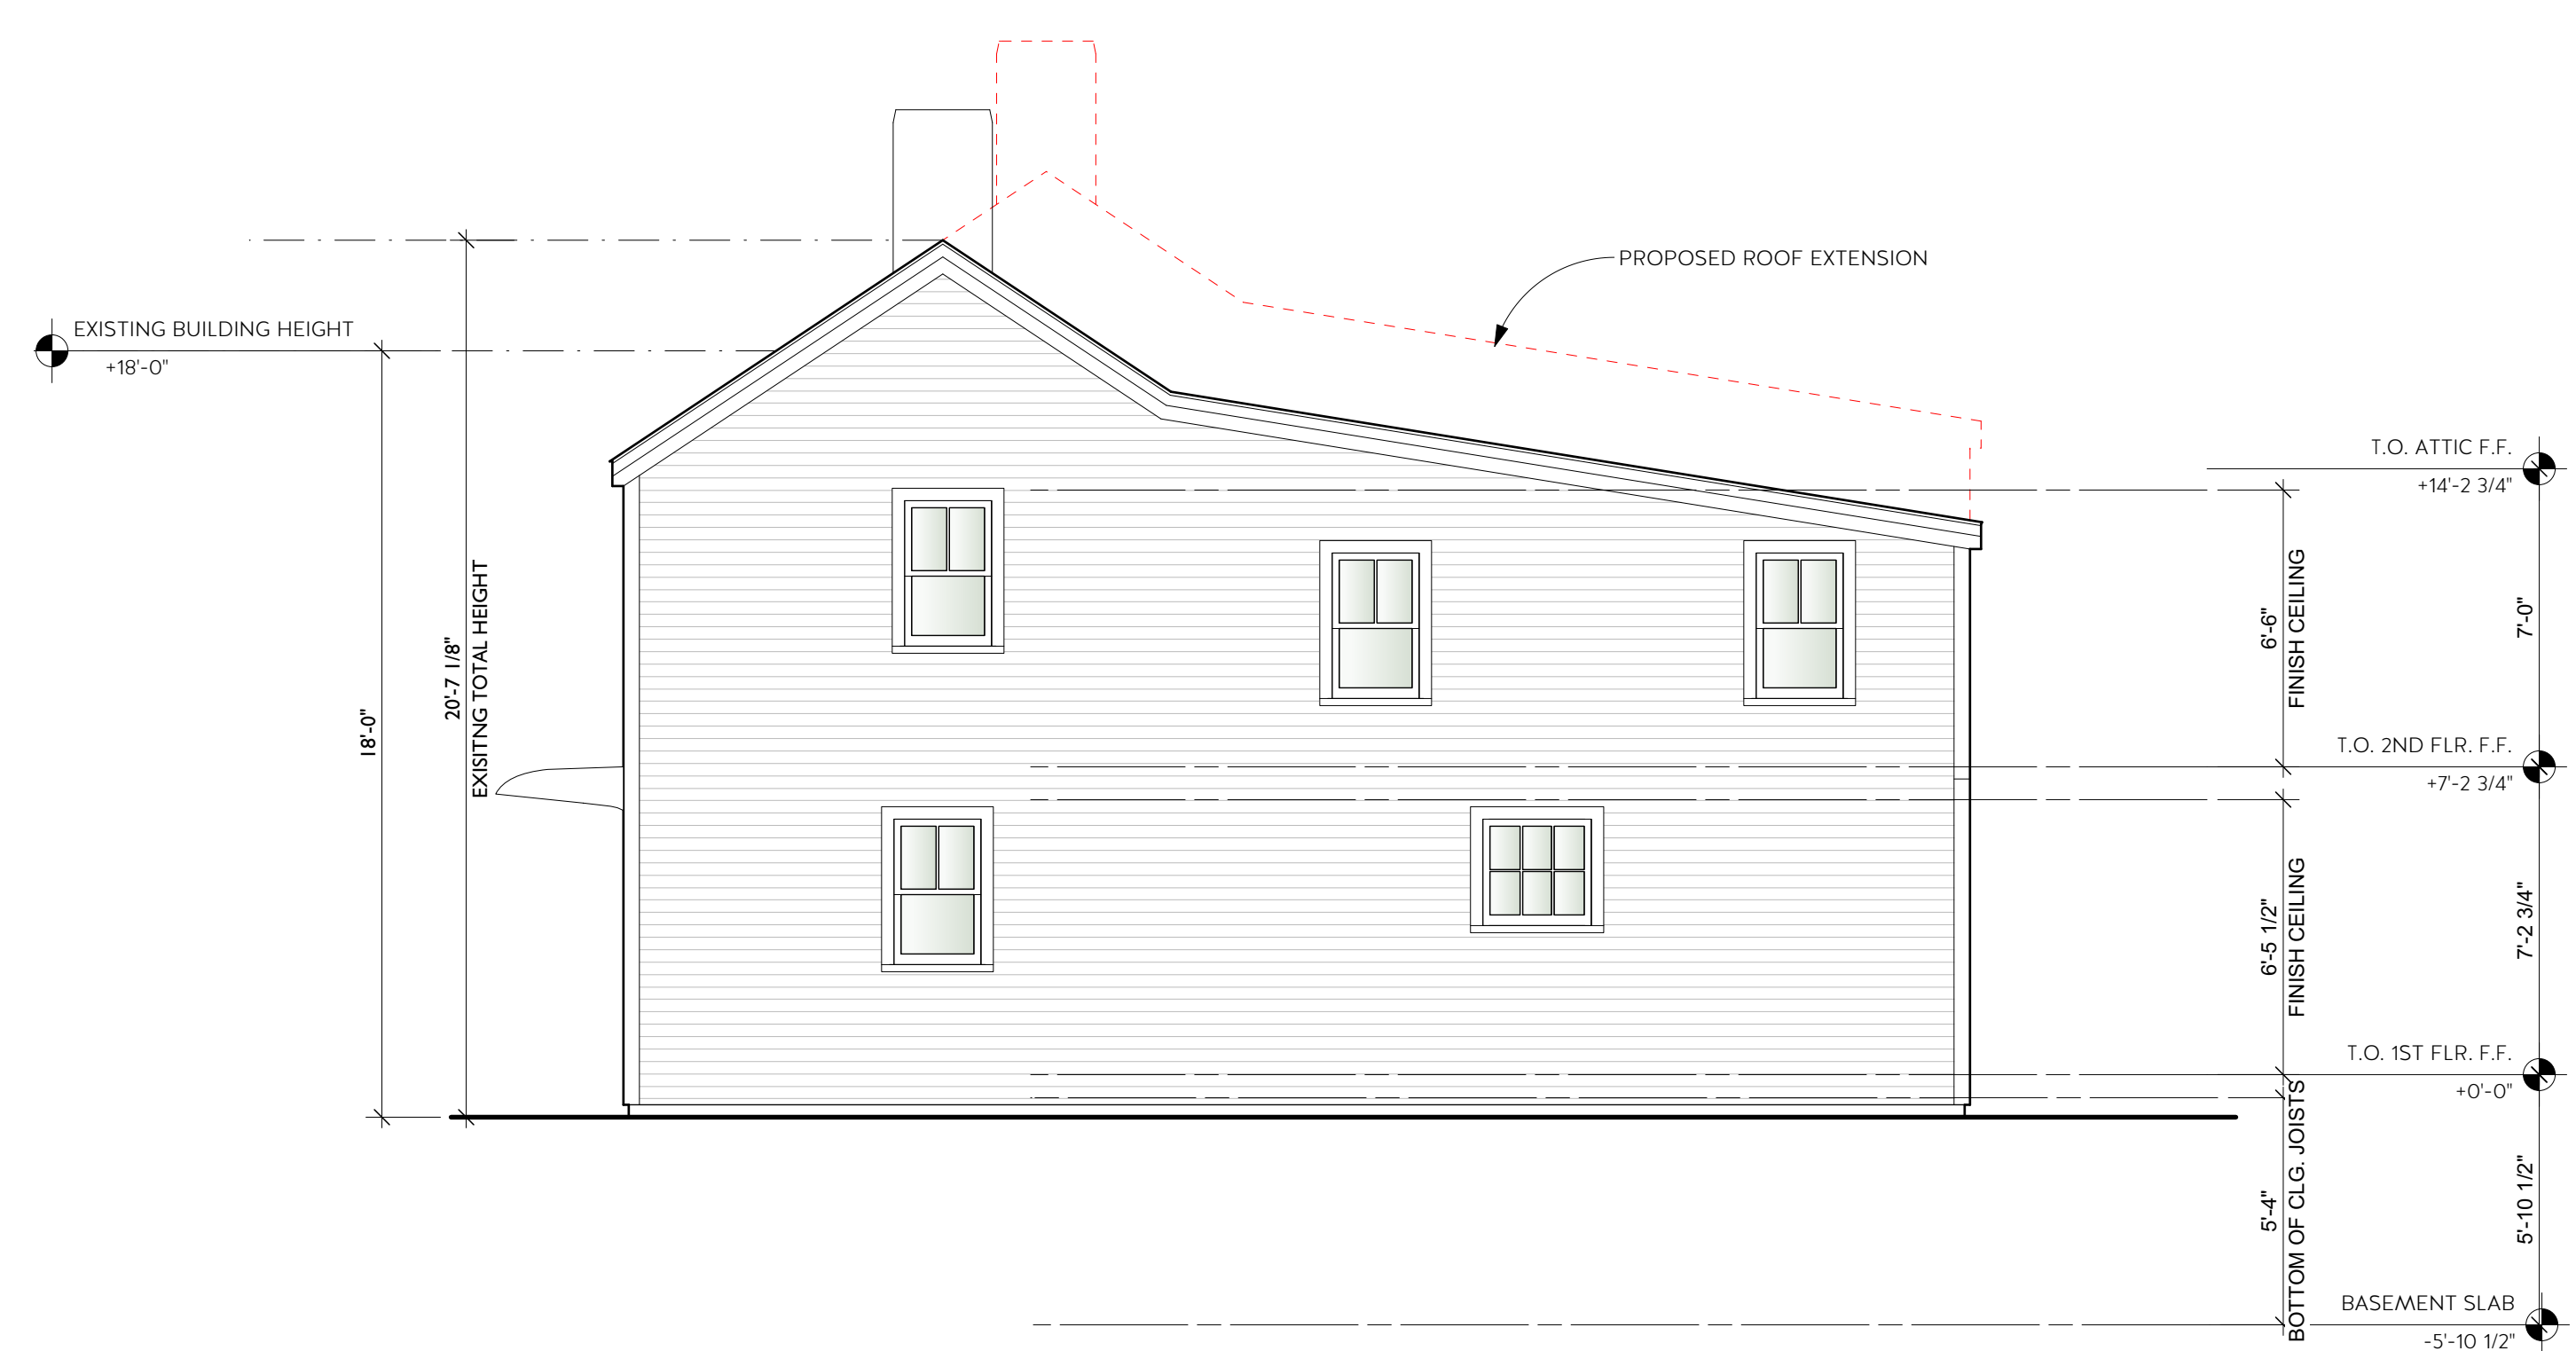 PROPOSED ROOF EXTENSION
EXISTING BUILDING HEIGHT
+18'-0"
18'-0"
20'-7 1/8"
EXISITNG TOTAL HEIGHT
T.O. ATTIC F.F.
+14'-2 3/4"
6'-6"
FINISH CEILING
7'-0"
T.O. 2ND FLR. F.F.
+7'-2 3/4"
6'-5 1/2"
FINISH CEILING
7'-2 3/4"
T.O. 1ST FLR. F.F.
+0'-0"
5'-4"
BOTTOM OF CLG. JOISTS
5'-10 1/2"
BASEMENT SLAB
-5'-10 1/2"